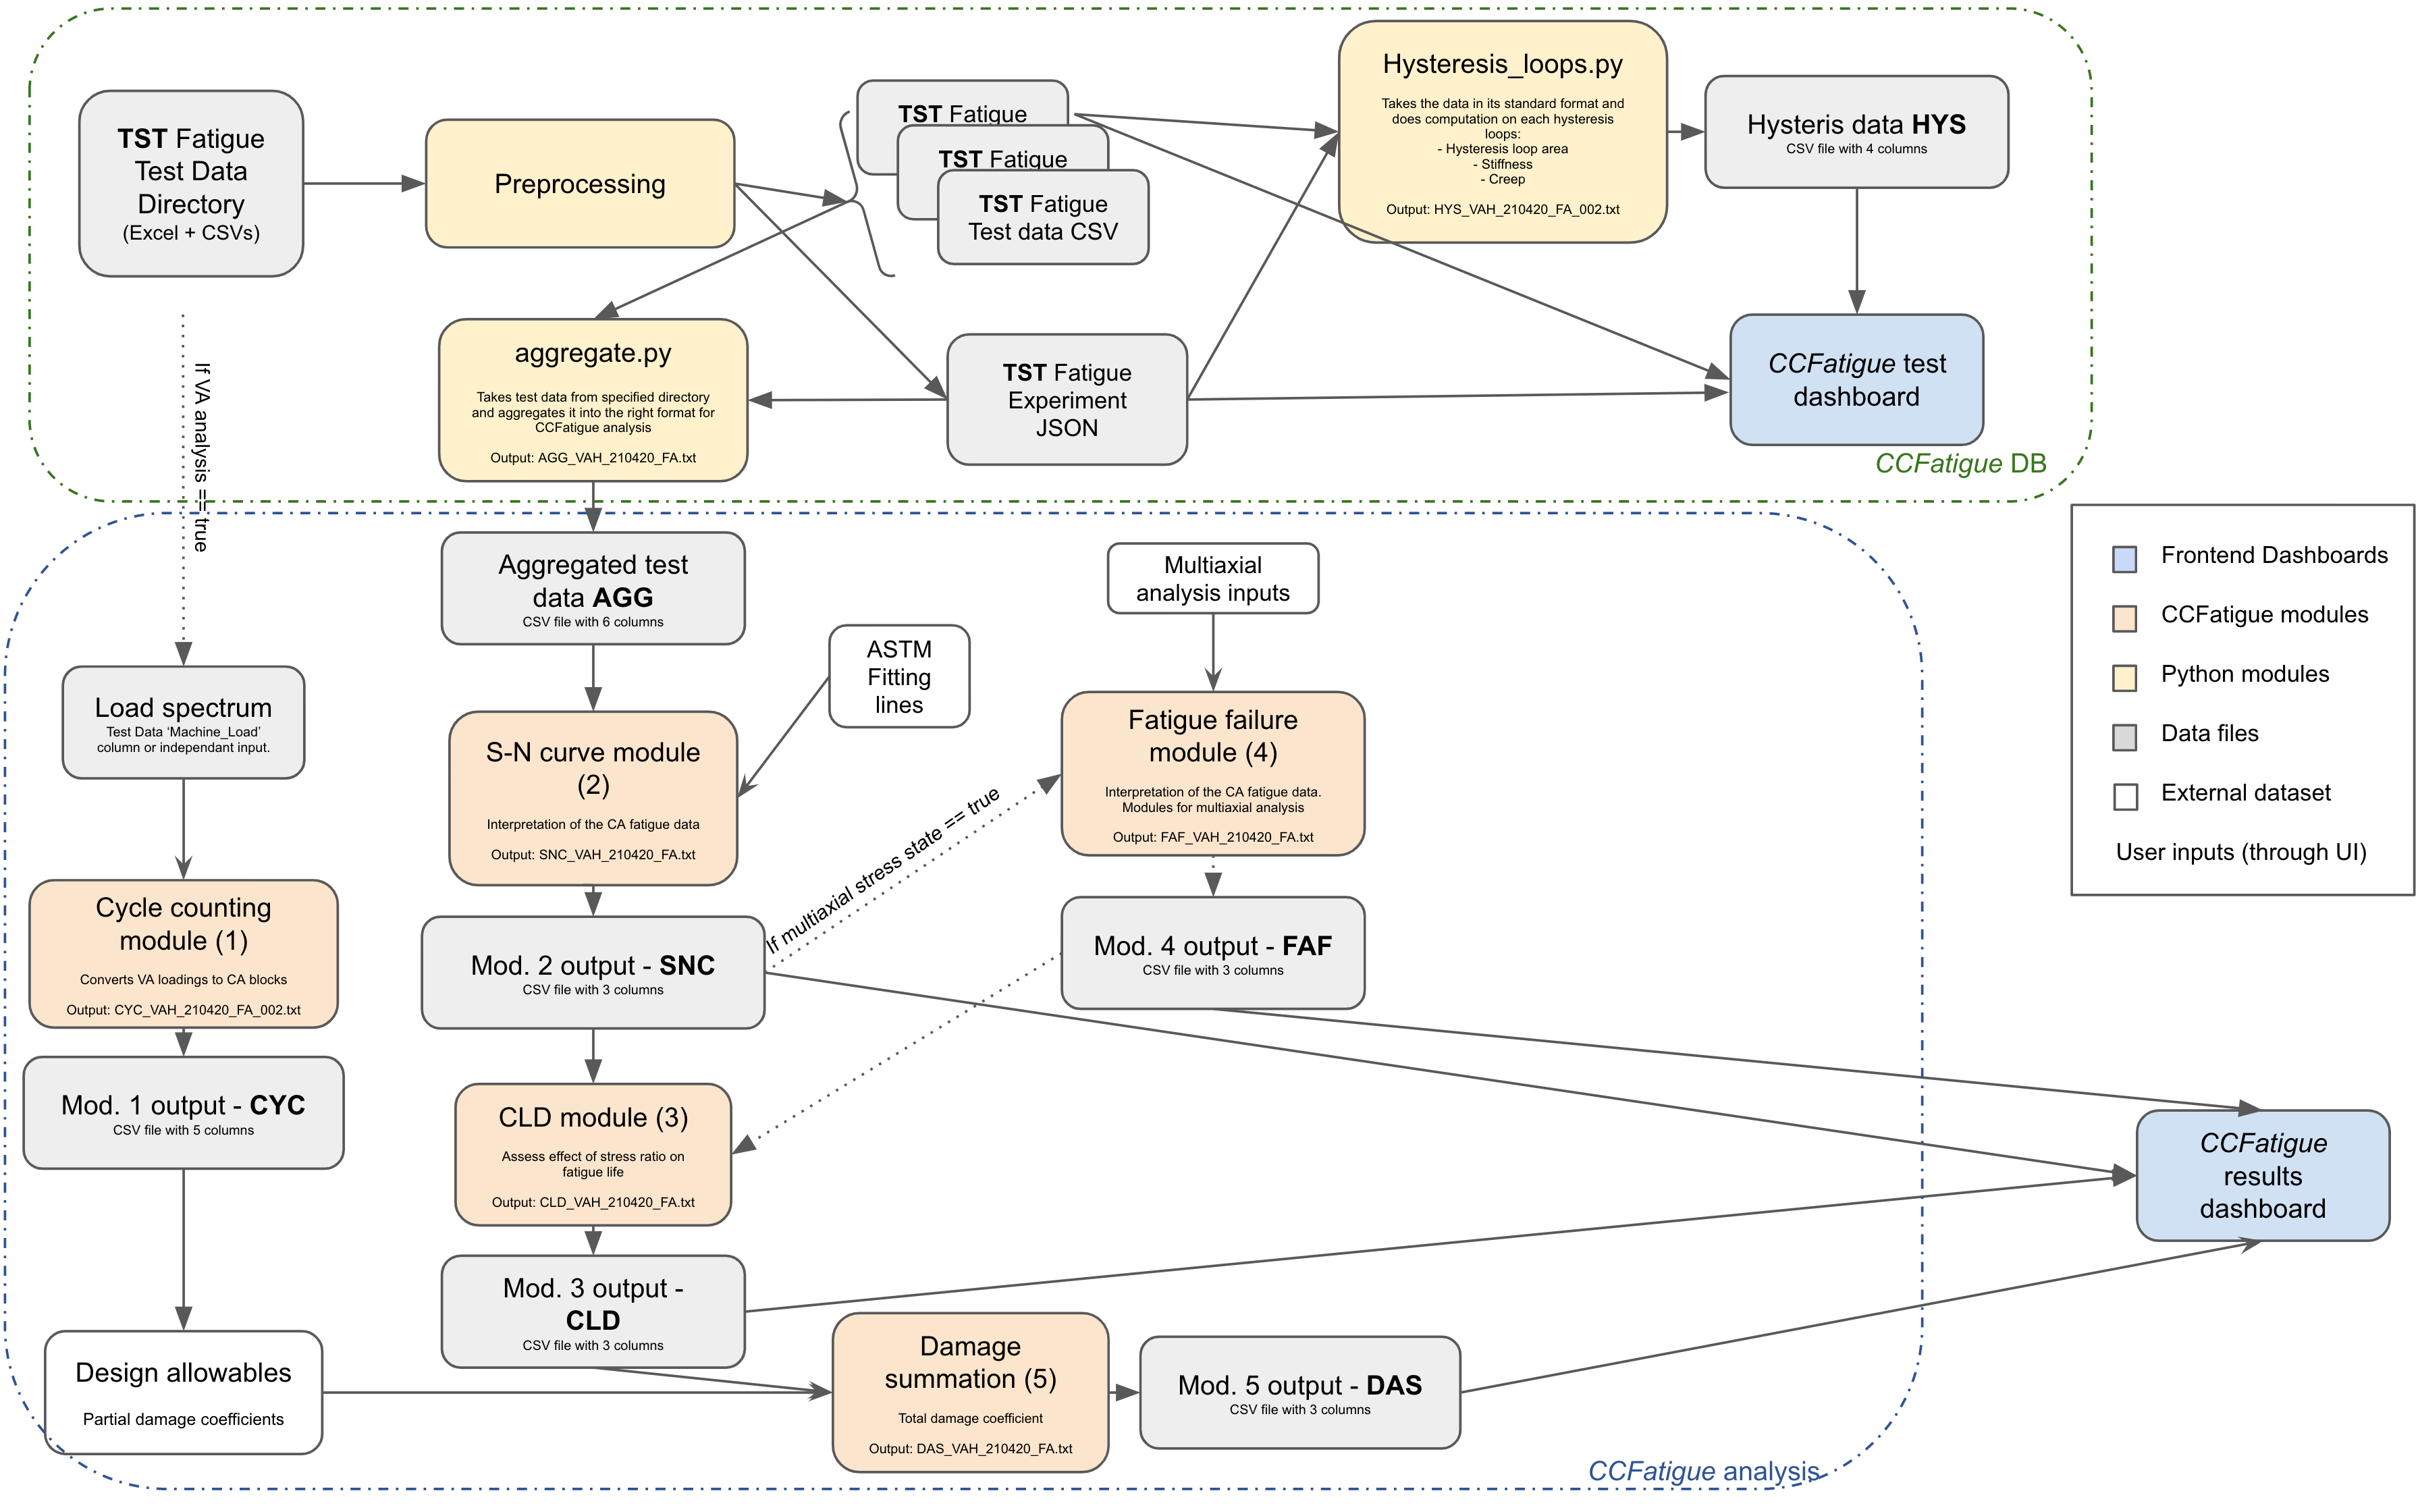 TST Fatigue
Test Data
Directory
(Excel + CSVs)
Preprocessing
TST Fatigue
TST Fatigue
TST Fatigue
Test data CSV
Hysteresis_loops.py
Takes the data in its standard format and
does computation on each hysteresis
loops:
- Hysteresis loop area
- Stiffness
- Creep
Output: HYS_VAH_210420_FA_002.txt
Hysteris data HYS
CSV file with 4 columns
aggregate.py
Takes test data from specified directory
and aggregates it into the right format for
CCFatigue analysis
Output: AGG_VAH_210420_FA.txt
TST Fatigue
Experiment
JSON
CCFatigue test
dashboard
CCFatigue DB
If VA analysis == true
Aggregated test
data AGG
CSV file with 6 columns
Multiaxial
analysis inputs
ASTM
Fitting
lines
Load spectrum
Test Data ‘Machine_Load’
column or independant input.
S-N curve module
(2)
Interpretation of the CA fatigue data
Output: SNC_VAH_210420_FA.txt
Fatigue failure
module (4)
Interpretation of the CA fatigue data.
Modules for multiaxial analysis
Output: FAF_VAH_210420_FA.txt
If multiaxial stress state == true
Cycle counting
module (1)
Converts VA loadings to CA blocks
Output: CYC_VAH_210420_FA_002.txt
Mod. 2 output - SNC
CSV file with 3 columns
Mod. 4 output - FAF
CSV file with 3 columns
Mod. 1 output - CYC
CSV file with 5 columns
CLD module (3)
Assess effect of stress ratio on
fatigue life
Output: CLD_VAH_210420_FA.txt
Mod. 3 output -
CLD
CSV file with 3 columns
Design allowables
Partial damage coefficients
Damage
summation (5)
Total damage coefficient
Output: DAS_VAH_210420_FA.txt
Mod. 5 output - DAS
CSV file with 3 columns
CCFatigue
results
dashboard
CCFatigue analysis
Frontend Dashboards
CCFatigue modules
Python modules
Data files
External dataset
User inputs (through UI)